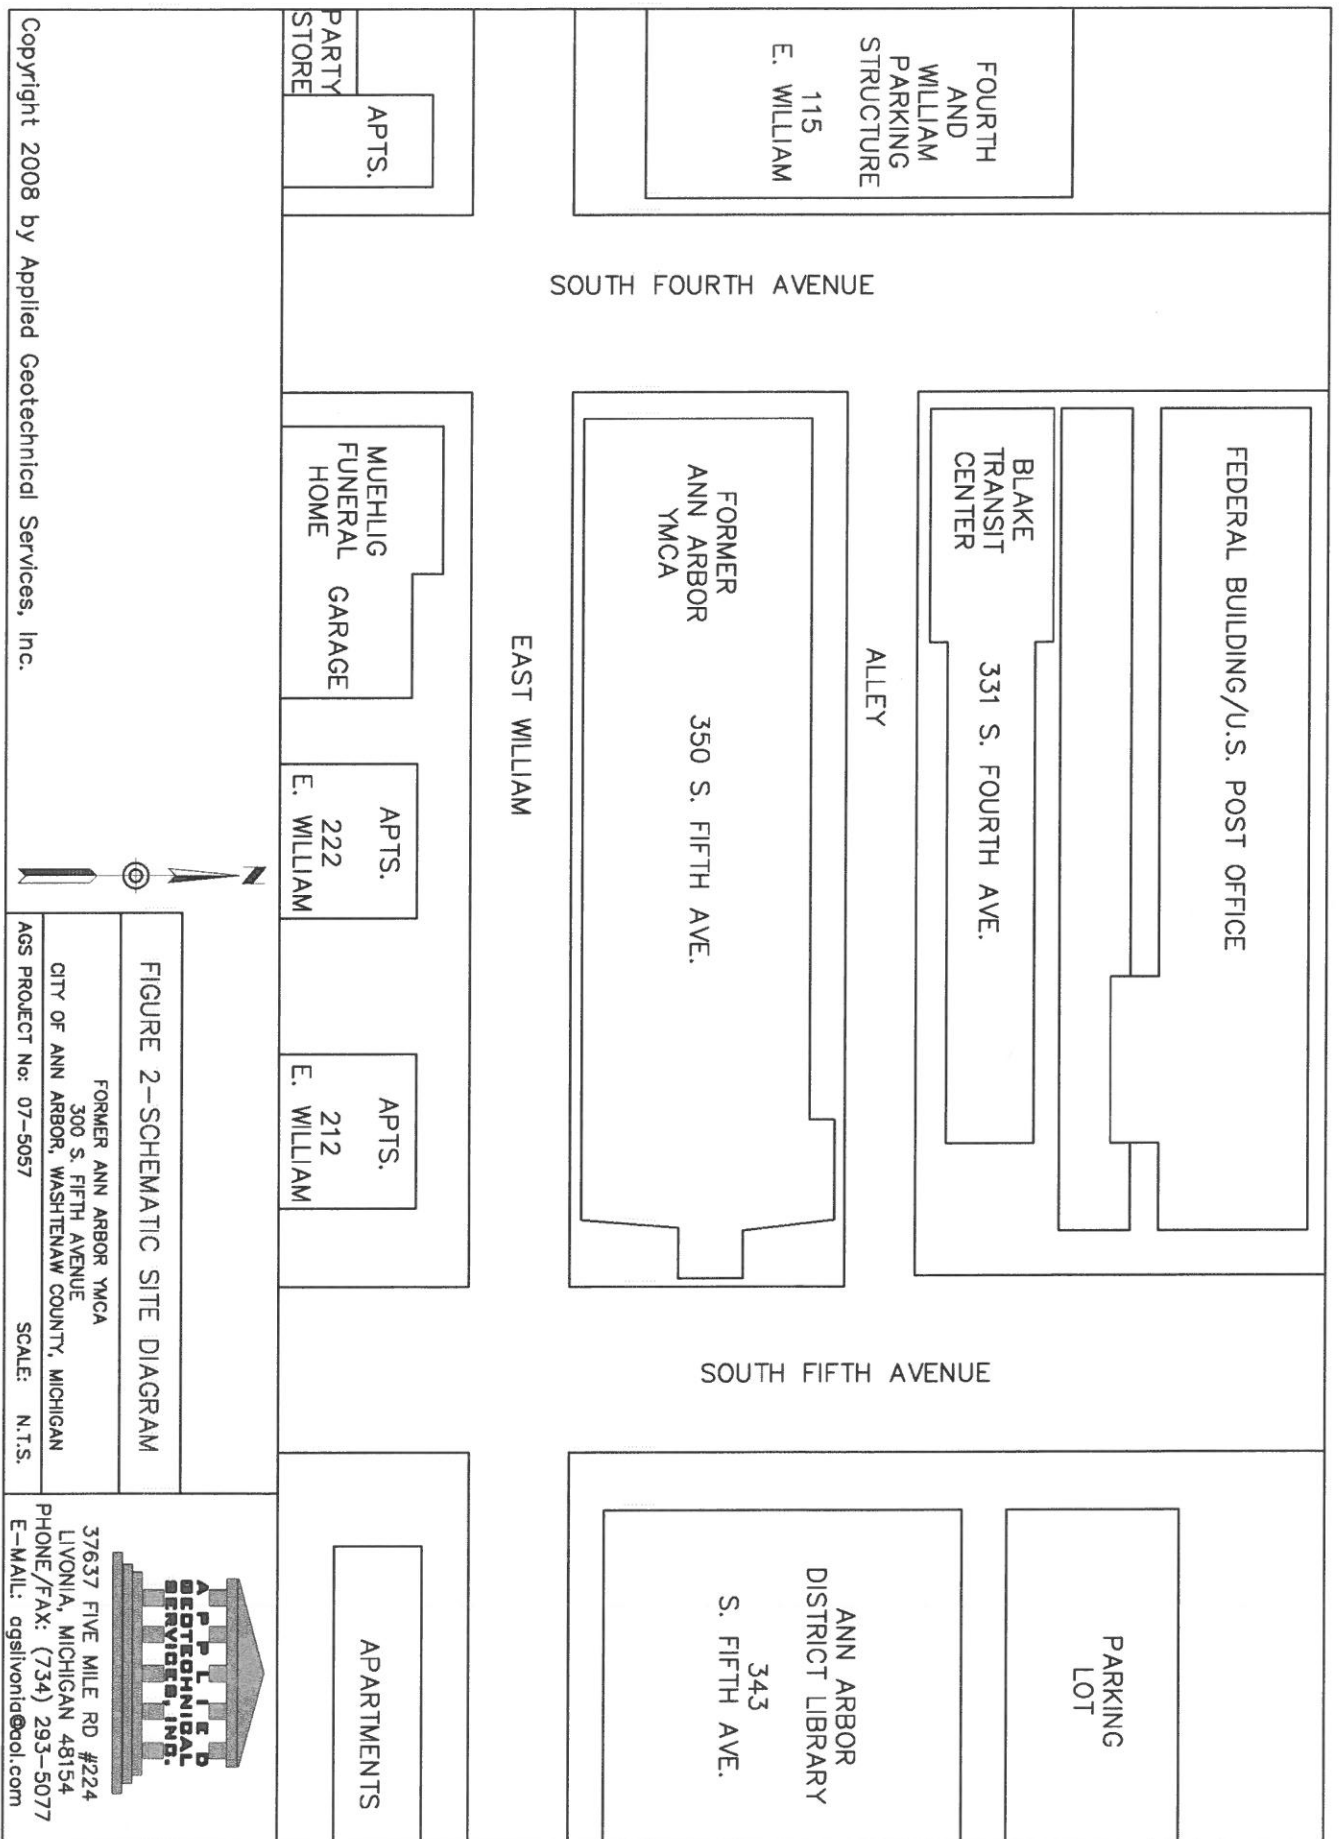 FOURTH
AND
WILLIAM
PARKING
STRUCTURE
115
E. WILLIAM
PARTY
STORE
APTS.
SOUTH FOURTH AVENUE
FEDERAL BUILDING/U.S. POST OFFICE
BLAKE
TRANSIT
CENTER
331 S. FOURTH AVE.
ALLEY
FORMER
ANN ARBOR
YMCA
350 S. FIFTH AVE.
EAST WILLIAM
MUEHLIG
FUNERAL
HOME
GARAGE
APTS.
222
E. WILLIAM
APTS.
212
E. WILLIAM
SOUTH FIFTH AVENUE
PARKING
LOT
ANN ARBOR
DISTRICT LIBRARY
343
S. FIFTH AVE.
APARTMENTS
N
Copyright 2008 by Applied Geotechnical Services, Inc.
FIGURE 2-SCHEMATIC SITE DIAGRAM
FORMER ANN ARBOR YMCA
300 S. FIFTH AVENUE
CITY OF ANN ARBOR, WASHTENAW COUNTY, MICHIGAN
AGS PROJECT No: 07-5057 SCALE: N.T.S.
APPLIED
GEOTECHNICAL
SERVICES, INC.
37637 FIVE MILE RD #224
LIVONIA, MICHIGAN 48154
PHONE/FAX: (734) 293-5077
E-MAIL: agslivonia@aol.com